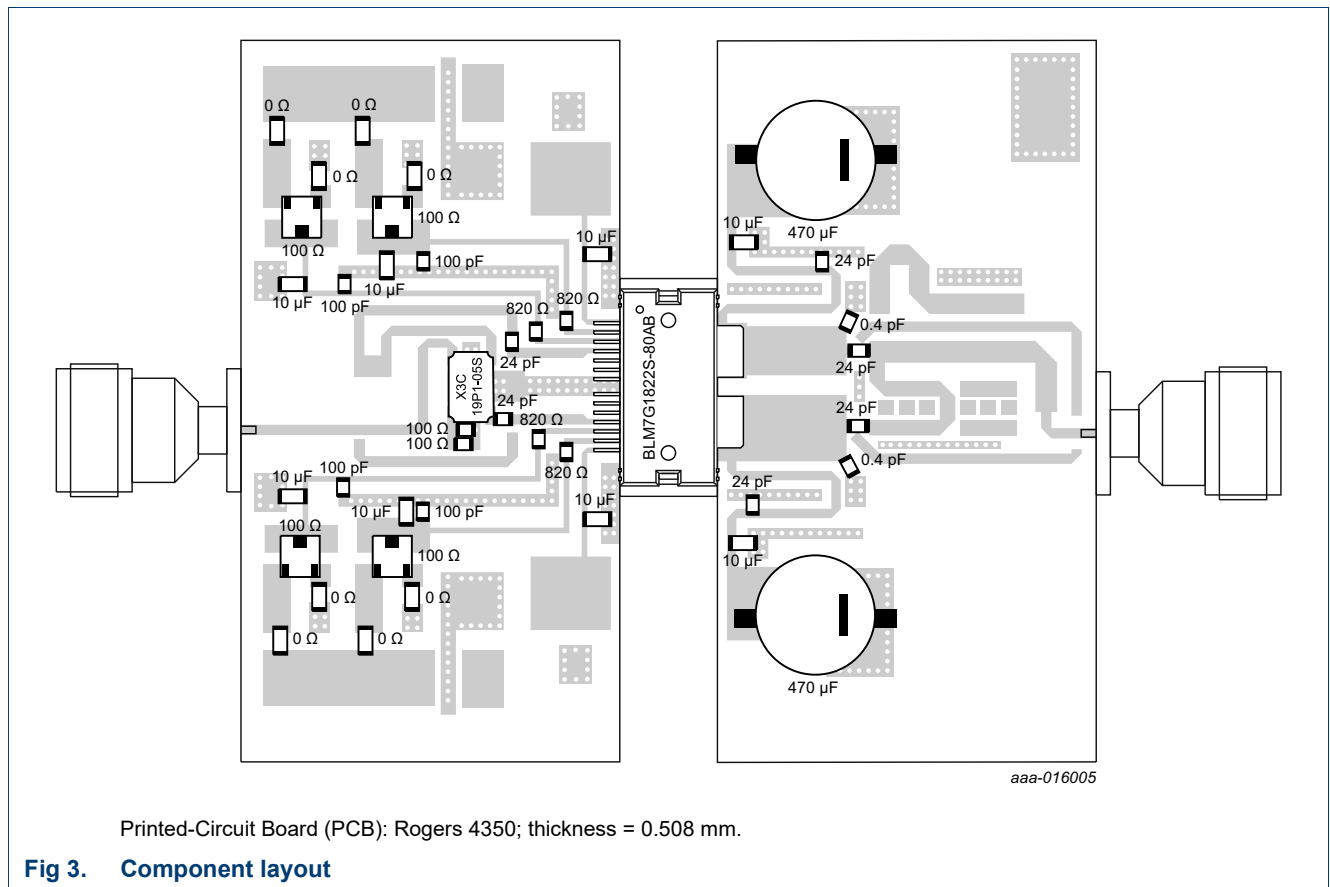 0 Ω
0 Ω
0 Ω
0 Ω
100 Ω
100 Ω
10 µF
100 pF
10 µF
100 pF
10 µF
820 Ω
820 Ω
24 pF
X3C
19P1-05S
24 pF
100 Ω
100 Ω
820 Ω
820 Ω
10 µF
100 pF
10 µF
100 pF
10 µF
100 Ω
100 Ω
0 Ω
0 Ω
0 Ω
0 Ω
BLM7G1822S-80AB
470 µF
10 µF
24 pF
0.4 pF
24 pF
24 pF
0.4 pF
24 pF
10 µF
470 µF
aaa-016005
Printed-Circuit Board (PCB): Rogers 4350; thickness = 0.508 mm.
Fig 3. Component layout